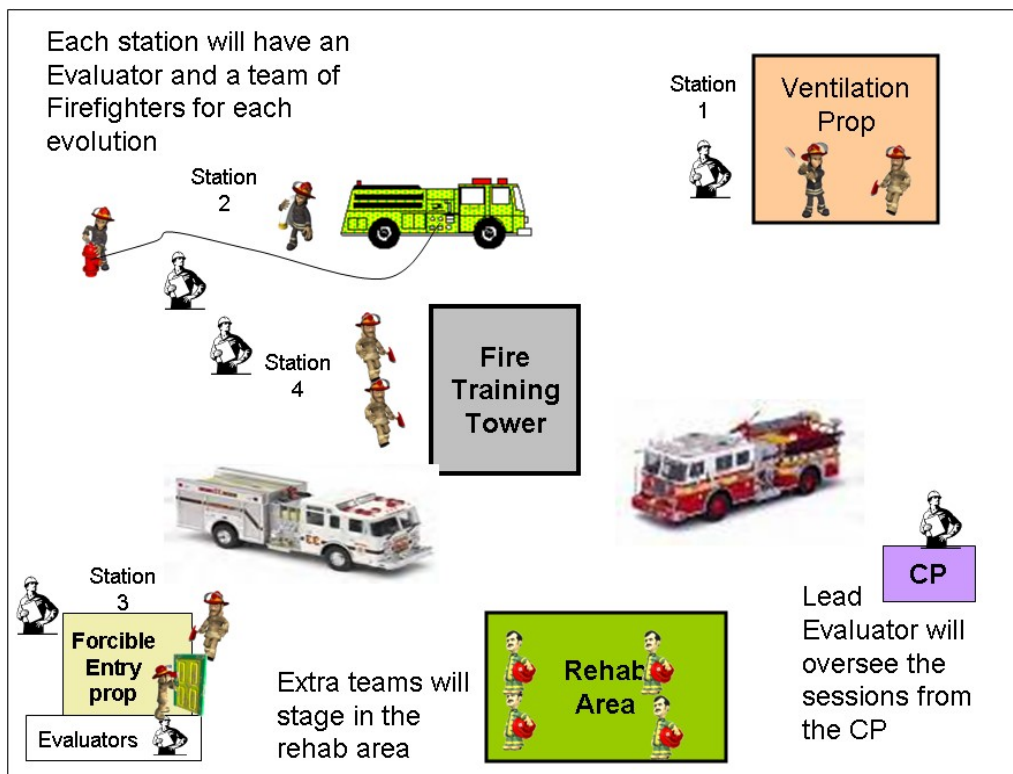 Each station will have an
Evaluator and a team of
Firefighters for each
evolution
Station
1
Ventilation
Prop
Station
2
Station
4
Fire
Training
Tower
Station
3
Forcible
Entry
prop
Evaluators
Extra teams will
stage in the
rehab area
Rehab
Area
CP
Lead
Evaluator will
oversee the
sessions from
the CP